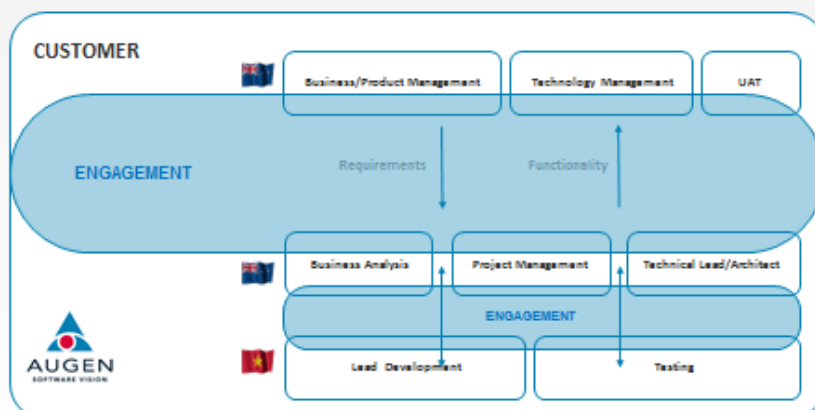 CUSTOMER
Business/Product Management
Technology Management
UAT
ENGAGEMENT
Requirements
Functionality
Business Analysis
Project Management
Technical Lead/Architect
ENGAGEMENT
AUGEN
SOFTWARE VISION
Lead Development
Testing